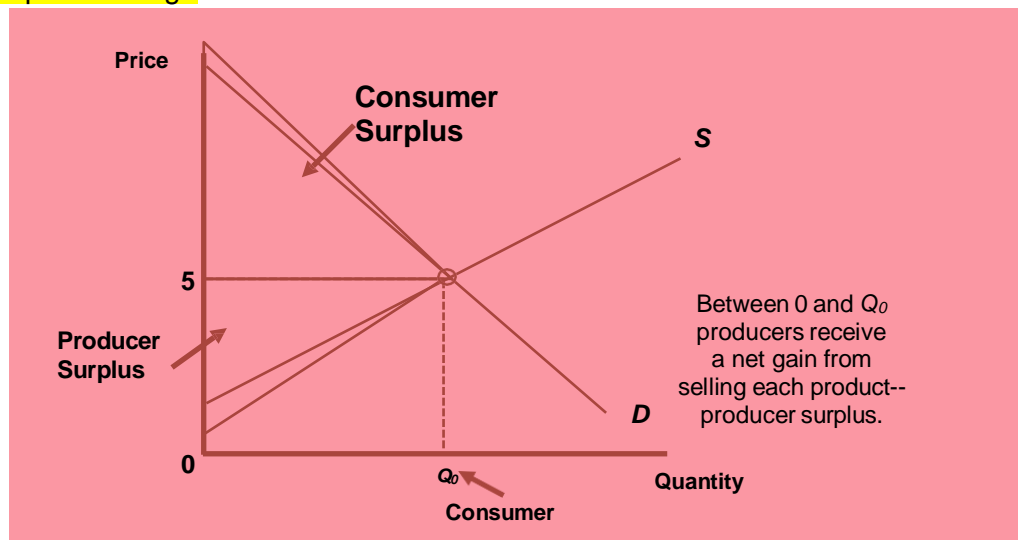 Price
Consumer
Surplus
S
5
Between 0 and Q0
producers receive
a net gain from
selling each product--
producer surplus.
Producer
Surplus
D
0
Q0
Quantity
Consumer